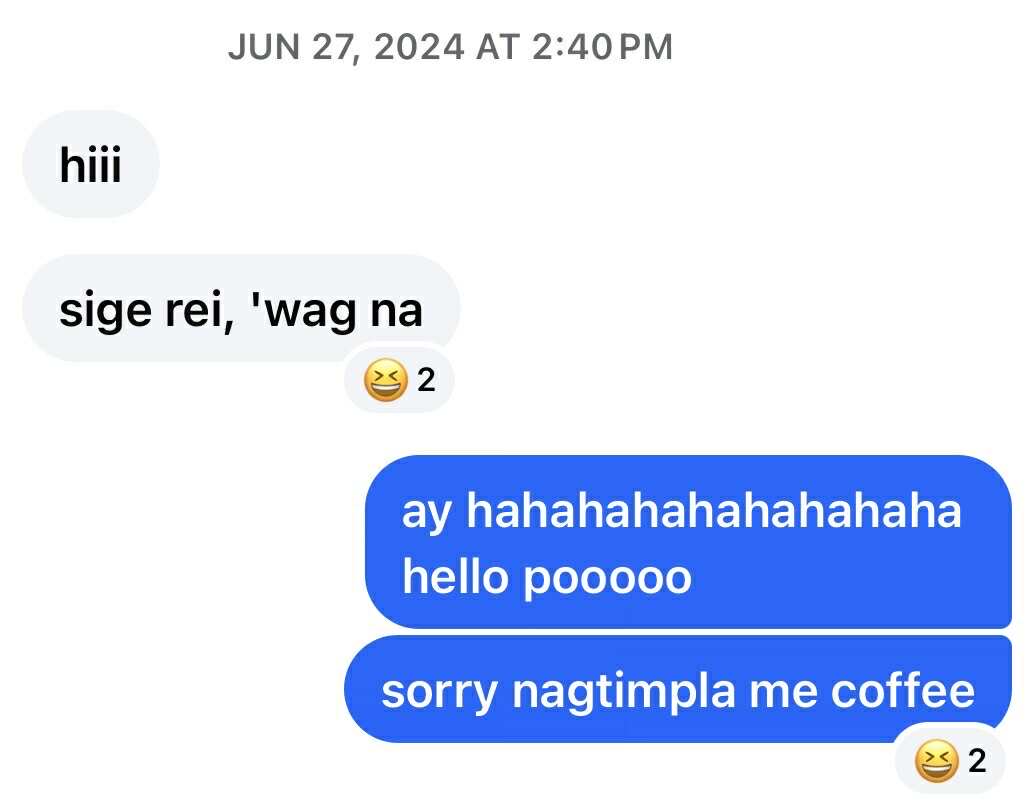 JUN 27, 2024 AT 2:40 PM
hiii
sige rei, 'wag na
😆 2
ay hahahahahahahahaha
hello pooooo
sorry nagtimpla me coffee
😆 2